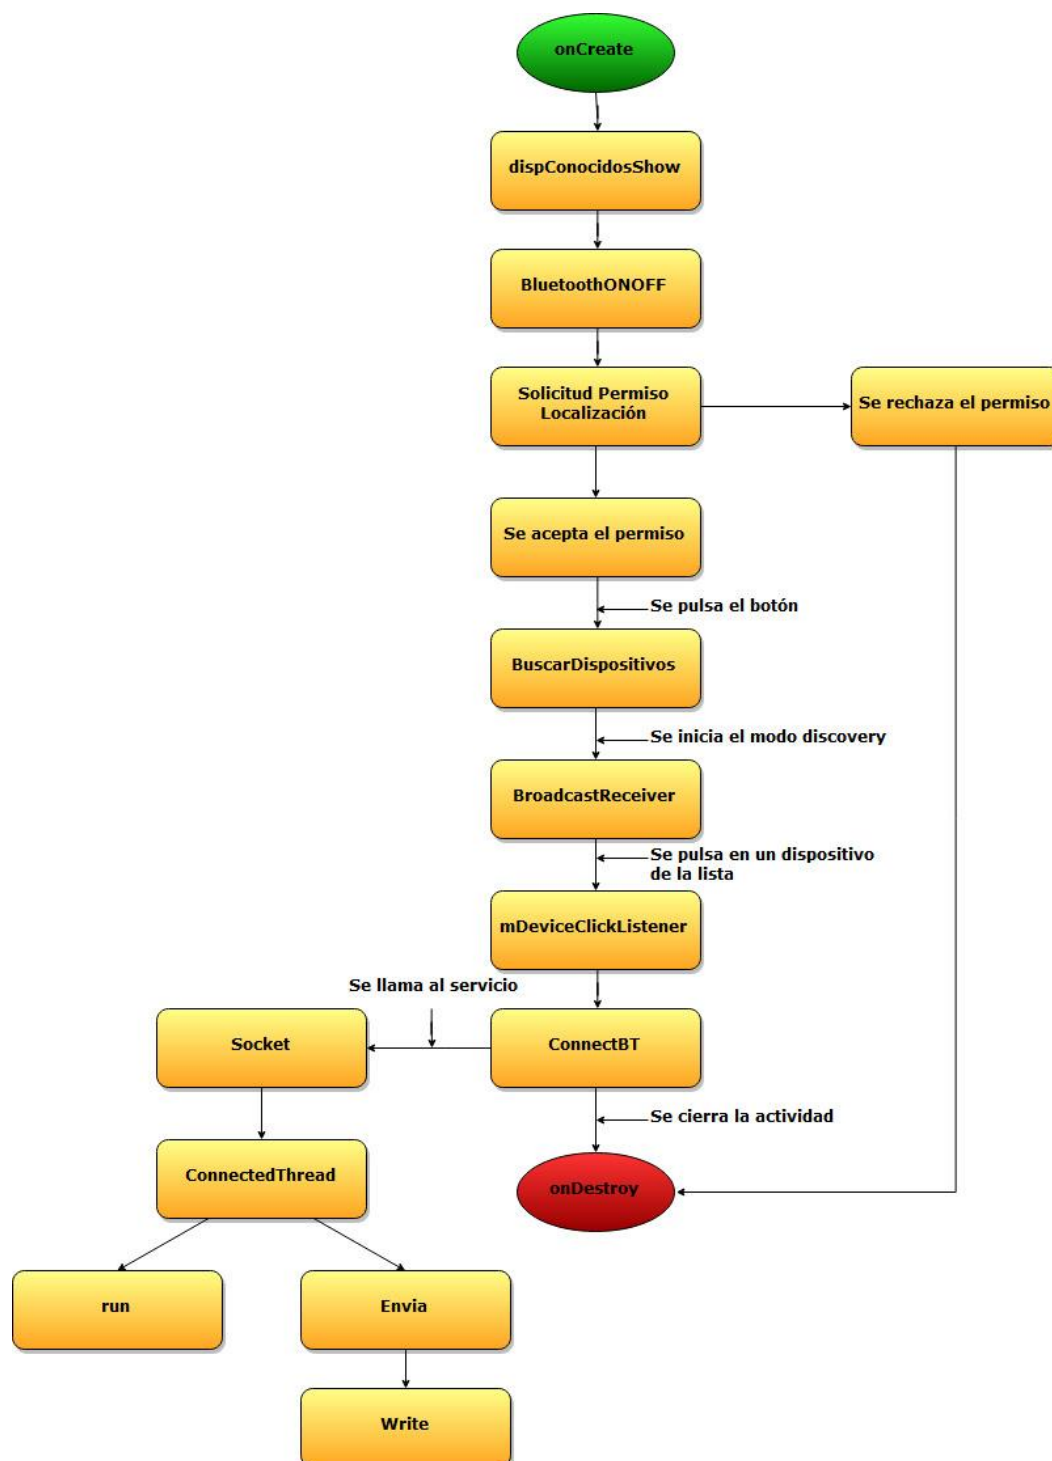 onCreate
dispConocidosShow
BluetoothONOFF
Solicitud Permiso
Localización
Se rechaza el permiso
Se acepta el permiso
Se pulsa el botón
BuscarDispositivos
Se inicia el modo discovery
BroadcastReceiver
Se pulsa en un dispositivo
de la lista
mDeviceClickListener
Se llama al servicio
Socket
ConnectBT
Se cierra la actividad
ConnectedThread
onDestroy
run
Envia
Write